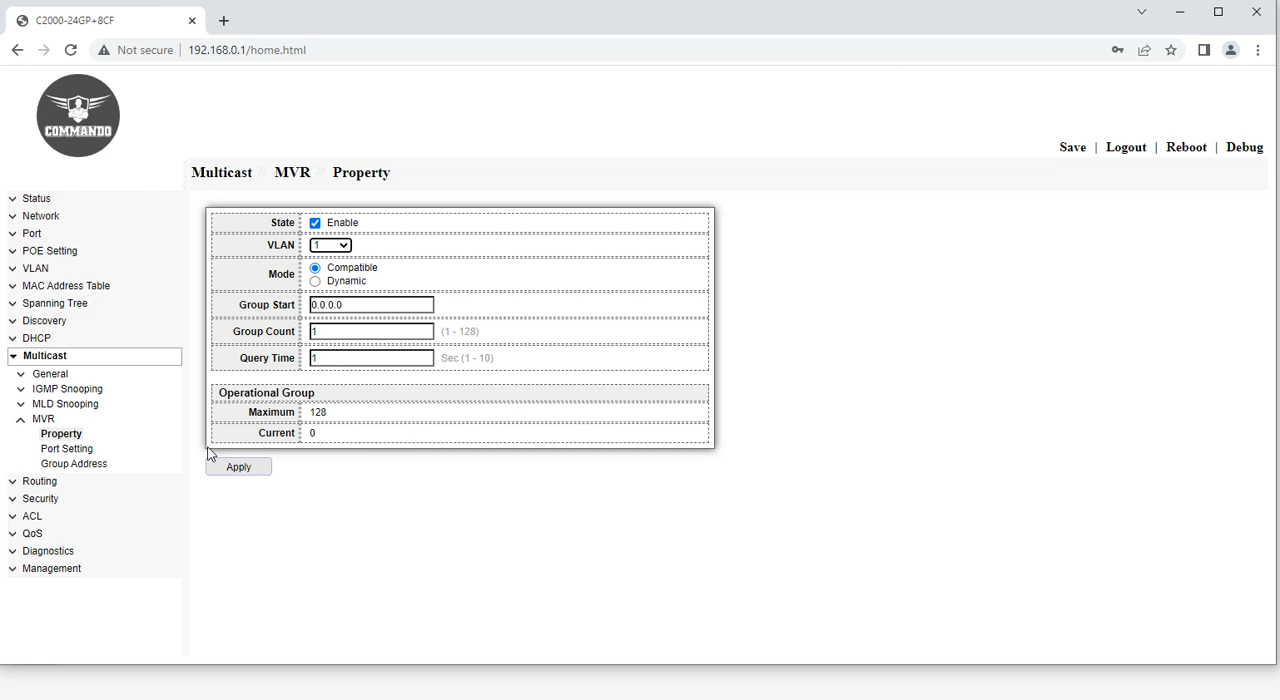 C2000-24GP+8CF
Not secure | 192.168.0.1/home.html
COMMANDO
Save | Logout | Reboot | Debug
Multicast MVR Property
Status
Network
Port
POE Setting
VLAN
MAC Address Table
Spanning Tree
Discovery
DHCP
Multicast
General
IGMP Snooping
MLD Snooping
MVR
Property
Port Setting
Group Address
Routing
Security
ACL
QoS
Diagnostics
Management
State Enable
VLAN 1
Mode Compatible
Dynamic
Group Start 0.0.0.0
Group Count 1 (1 - 128)
Query Time 1 Sec (1 - 10)
Operational Group
Maximum 128
Current 0
Apply